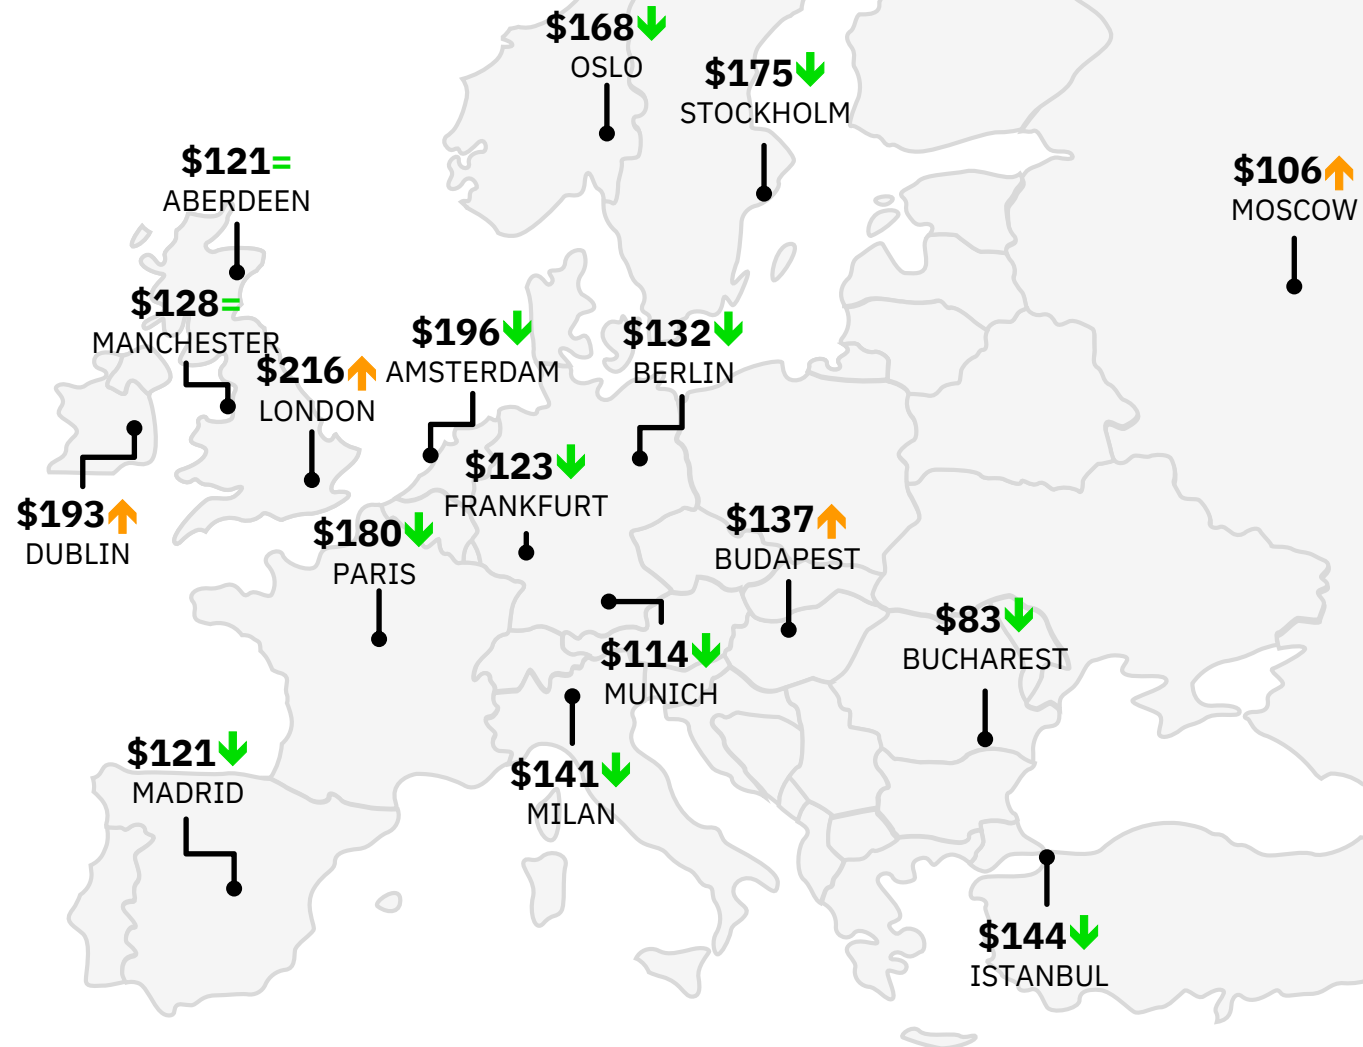 $168
OSLO
$175
STOCKHOLM
$121=
ABERDEEN
$106
MOSCOW
$128=
MANCHESTER
$196
AMSTERDAM
$132
BERLIN
$216
LONDON
$123
FRANKFURT
$193
DUBLIN
$180
PARIS
$137
BUDAPEST
$83
BUCHAREST
$114
MUNICH
$121
MADRID
$141
MILAN
$144
ISTANBUL